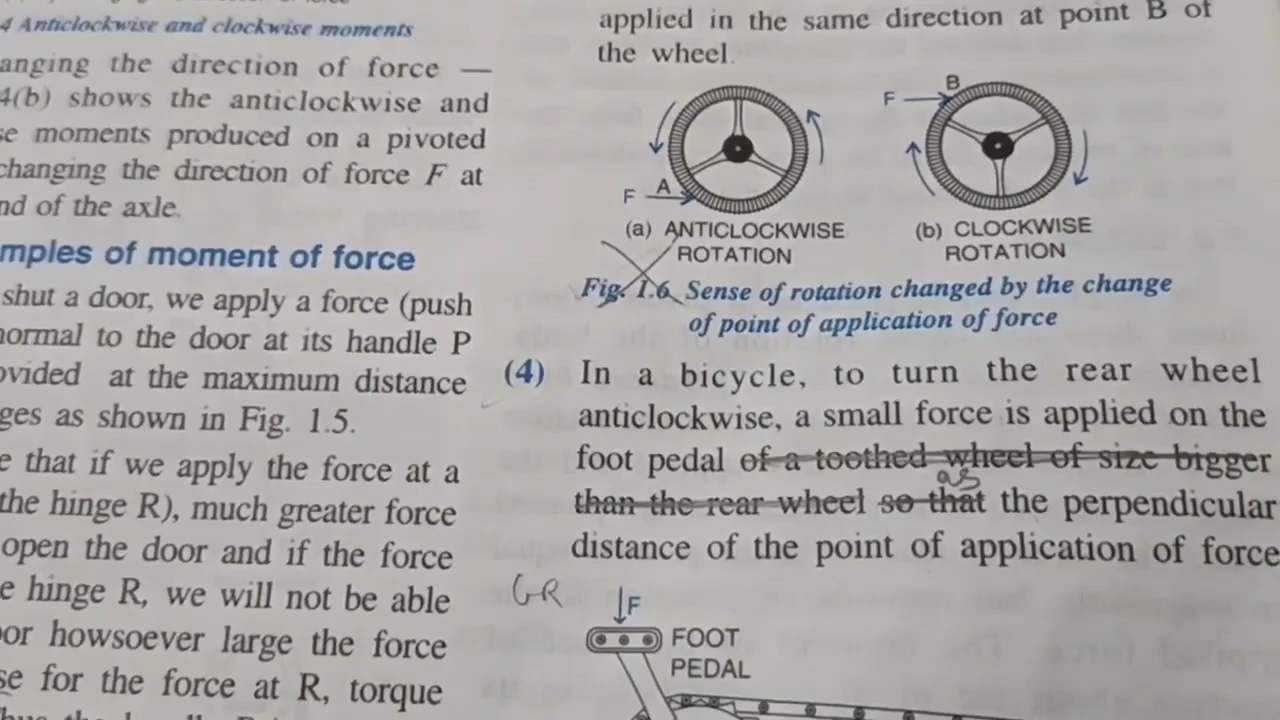 4 Anticlockwise and clockwise moments
anging the direction of force —
4(b) shows the anticlockwise and
se moments produced on a pivoted
changing the direction of force F at
nd of the axle.
mples of moment of force
shut a door, we apply a force (push
normal to the door at its handle P
ovided at the maximum distance
ges as shown in Fig. 1.5.
e that if we apply the force at a
the hinge R), much greater force
open the door and if the force
e hinge R, we will not be able
oor howsoever large the force
se for the force at R, torque
applied in the same direction at point B of
the wheel.
F A
F B
(a) ANTICLOCKWISE
ROTATION
(b) CLOCKWISE
ROTATION
Fig. 1.6 Sense of rotation changed by the change
of point of application of force
(4) In a bicycle, to turn the rear wheel
anticlockwise, a small force is applied on the
foot pedal of a toothed wheel of size bigger
as
than the rear wheel so that the perpendicular
distance of the point of application of force
GR
F
FOOT
PEDAL